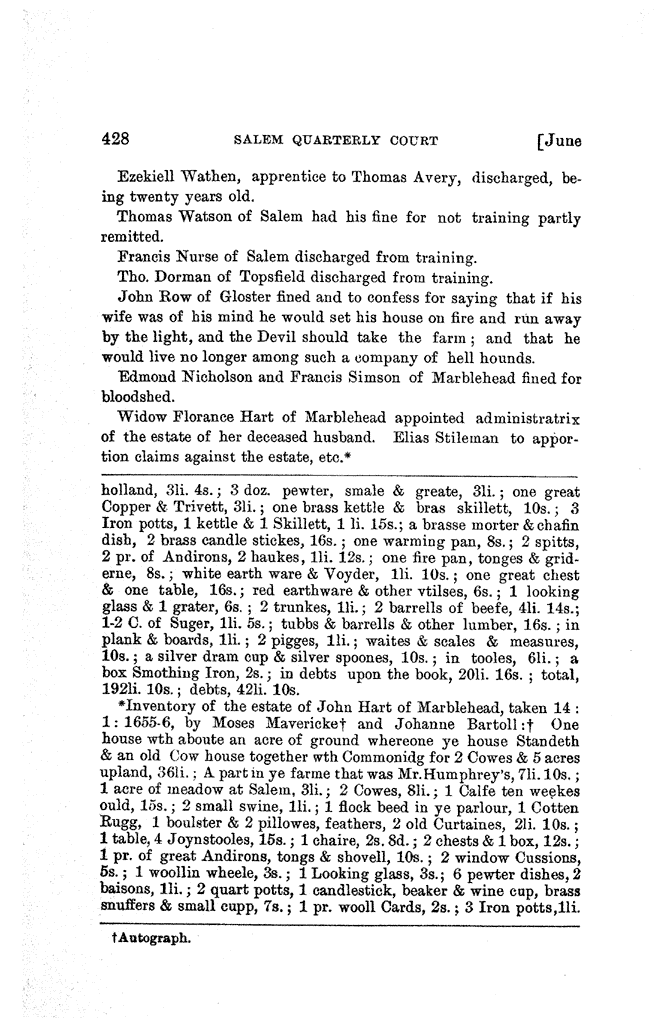 428 SALEM QUARTERLY COURT [June
Ezekiell Wathen, apprentice to Thomas Avery, discharged, be-
ing twenty years old.
Thomas Watson of Salem had his fine for not training partly
remitted.
Francis Nurse of Salem discharged from training.
Tho. Dorman of Topsfield discharged from training.
John Row of Gloster fined and to confess for saying that if his
wife was of his mind he would set his house on fire and run away
by the light, and the Devil should take the farm; and that he
would live no longer among such a company of hell hounds.
Edmond Nicholson and Francis Simson of Marblehead fined for
bloodshed.
Widow Florance Hart of Marblehead appointed administratrix
of the estate of her deceased husband. Elias Stileman to appor-
tion claims against the estate, etc.*
holland, 3li. 4s.; 3 doz. pewter, smale & greate, 3li.; one great
Copper & Trivett, 3li.; one brass kettle & bras skillett, 10s.; 3
Iron potts, 1 kettle & 1 Skillett, 1 li. 15s.; a brasse morter & chafin
dish, 2 brass candle stickes, 16s.; one warming pan, 8s.; 2 spitts,
2 pr. of Andirons, 2 haukes, 1li. 12s.; one fire pan, tonges & grid-
erne, 8s.; white earth ware & Voyder, 1li. 10s.; one great chest
& one table, 16s.; red earthware & other vtilses, 6s.; 1 looking
glass & 1 grater, 6s.; 2 trunkes, 1li.; 2 barrells of beefe, 4li. 14s.;
1-2 C. of Suger, 1li. 5s.; tubbs & barrells & other lumber, 16s.; in
plank & boards, 1li.; 2 pigges, 1li.; waites & scales & measures,
10s.; a silver dram cup & silver spoones, 10s.; in tooles, 6li.; a
box Smothing Iron, 2s.; in debts upon the book, 20li. 16s.; total,
192li. 10s.; debts, 42li. 10s.
*Inventory of the estate of John Hart of Marblehead, taken 14:
1: 1655-6, by Moses Mavericke† and Johanne Bartoll:† One
house wth aboute an acre of ground whereone ye house Standeth
& an old Cow house together wth Commonidg for 2 Cowes & 5 acres
upland, 36li.; A part in ye farme that was Mr. Humphrey's, 7li. 10s.;
1 acre of meadow at Salem, 3li.; 2 Cowes, 8li.; 1 Calfe ten weekes
ould, 15s.; 2 small swine, 1li.; 1 flock beed in ye parlour, 1 Cotten
Rugg, 1 boulster & 2 pillowes, feathers, 2 old Curtaines, 2li. 10s.;
1 table, 4 Joynstooles, 15s.; 1 chaire, 2s. 8d.; 2 chests & 1 box, 12s.;
1 pr. of great Andirons, tongs & shovell, 10s.; 2 window Cussions,
5s.; 1 woollin wheele, 3s.; 1 Looking glass, 3s.; 6 pewter dishes, 2
baisons, 1li.; 2 quart potts, 1 candlestick, beaker & wine cup, brass
snuffers & small cupp, 7s.; 1 pr. wooll Cards, 2s.; 3 Iron potts, 1li.
†Autograph.